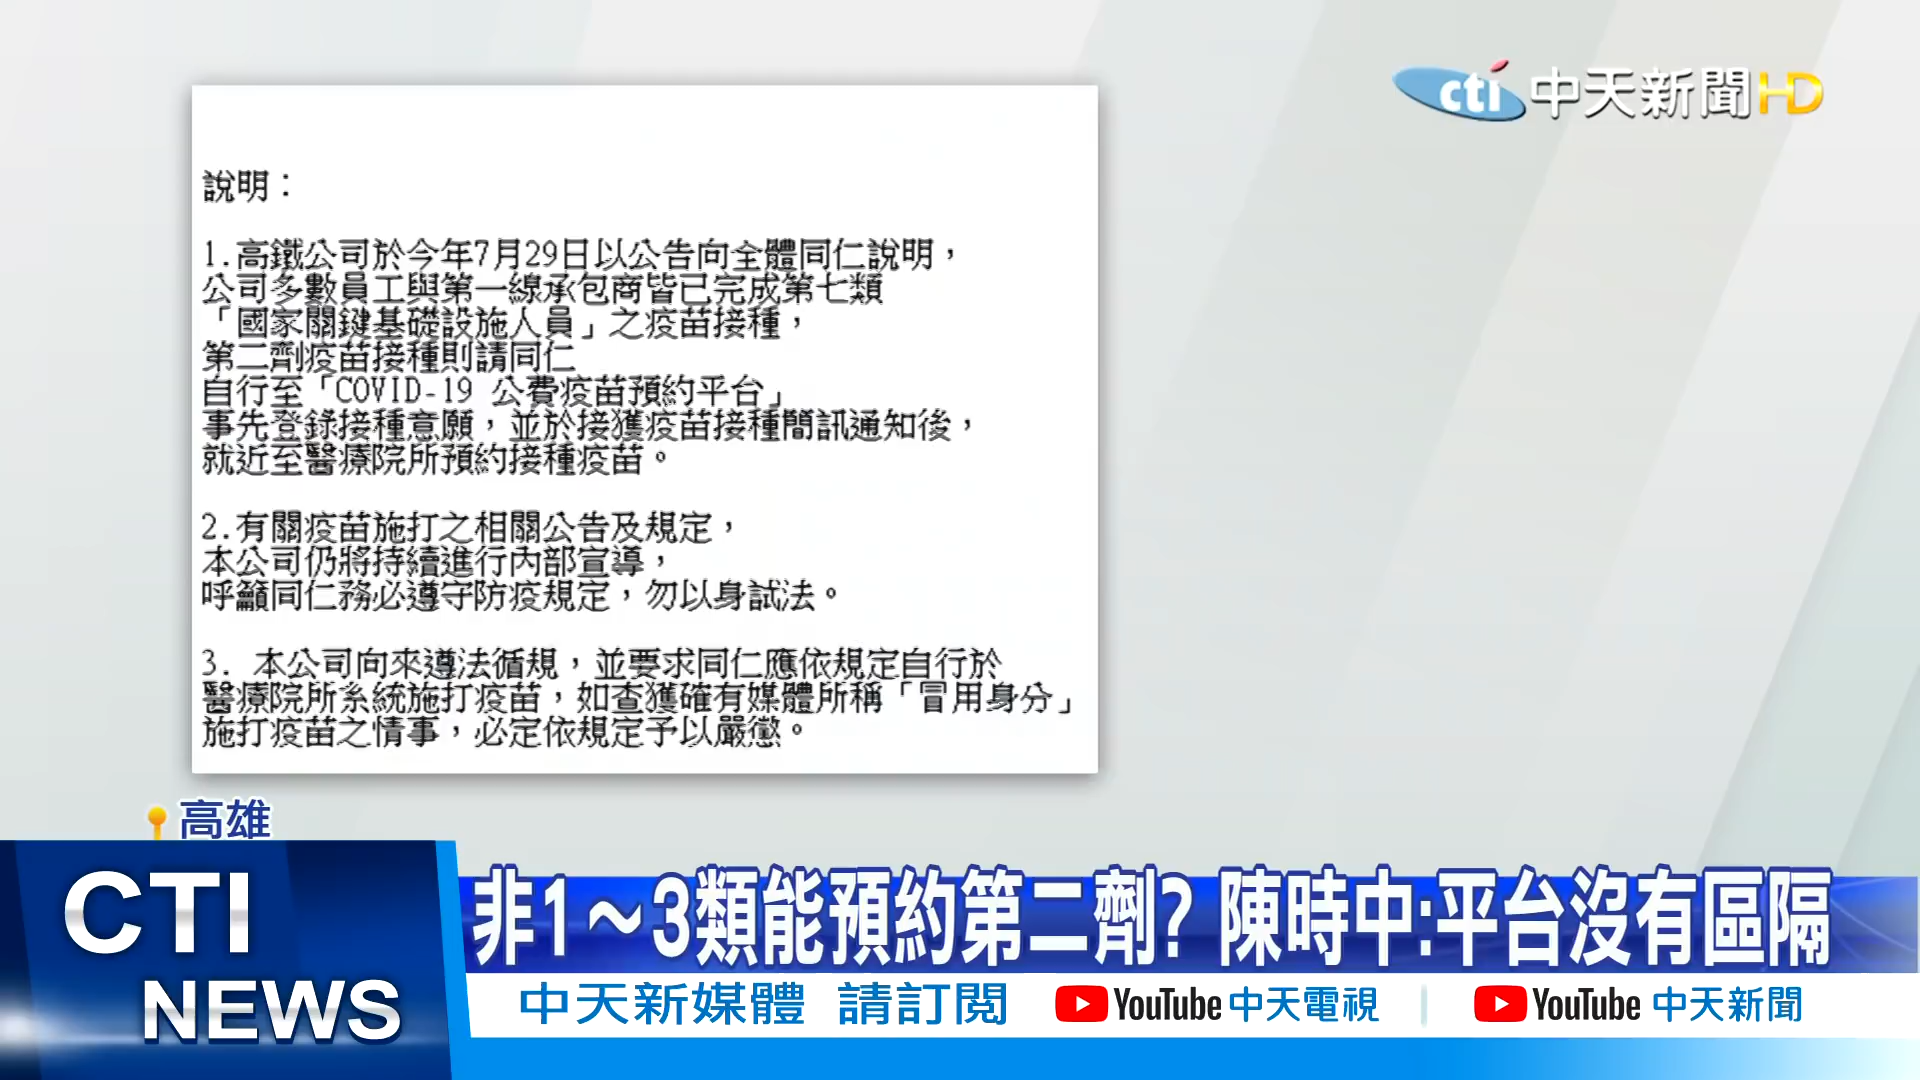 cti 中天新聞HD
說明：
1.高鐵公司於今年7月29日以公告向全體同仁說明，
公司多數員工與第一線承包商皆已完成第七類
「國家關鍵基礎設施人員」之疫苗接種，
第二劑疫苗接種則請同仁
自行至「COVID-19 公費疫苗預約平台」
事先登錄接種意願，並於接獲疫苗接種簡訊通知後，
就近至醫療院所預約接種疫苗。
2.有關疫苗施打之相關公告及規定，
本公司仍將持續進行內部宣導，
呼籲同仁務必遵守防疫規定，勿以身試法。
3. 本公司向來遵法循規，並要求同仁應依規定自行於
醫療院所系統施打疫苗，如查獲確有媒體所稱「冒用身分」
施打疫苗之情事，必定依規定予以嚴懲。
高雄
CTI
NEWS
非1～3類能預約第二劑? 陳時中:平台沒有區隔
中天新媒體 請訂閱 YouTube 中天電視 YouTube 中天新聞